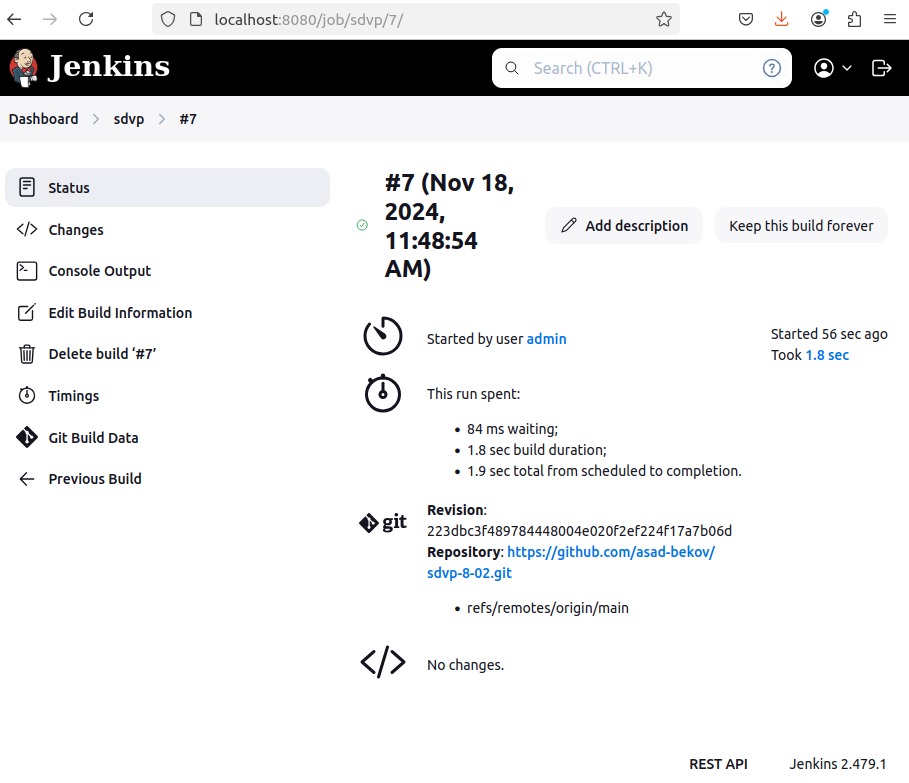 localhost:8080/job/sdvp/7/
Jenkins
Search (CTRL+K)
Dashboard > sdvp > #7
Status
Changes
Console Output
Edit Build Information
Delete build ‘#7’
Timings
Git Build Data
Previous Build
#7 (Nov 18,
2024,
11:48:54
AM)
Add description
Keep this build forever
Started by user admin
Started 56 sec ago
Took 1.8 sec
This run spent:
• 84 ms waiting;
• 1.8 sec build duration;
• 1.9 sec total from scheduled to completion.
git
Revision:
223dbc3f489784448004e020f2ef224f17a7b06d
Repository: https://github.com/asad-bekov/
sdvp-8-02.git
• refs/remotes/origin/main
No changes.
REST API
Jenkins 2.479.1